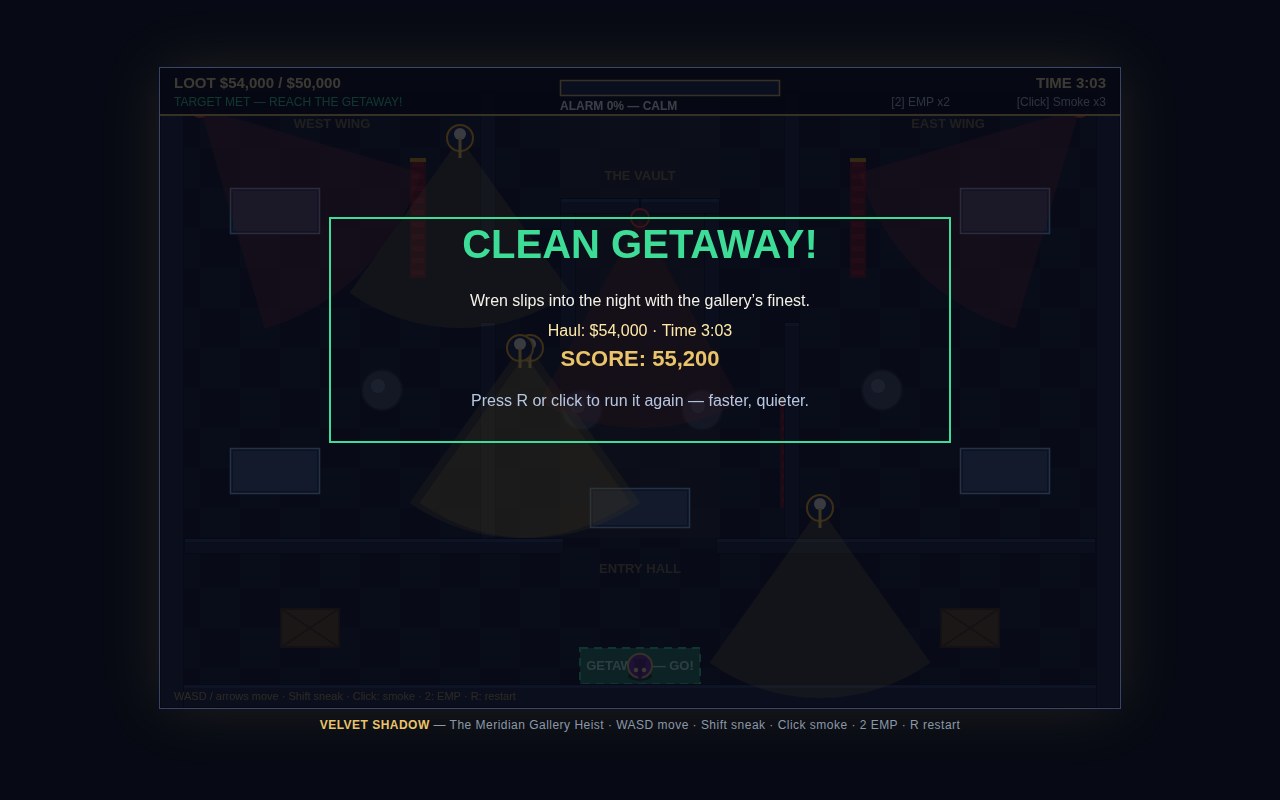 LOOT $54,000 / $50,000
TIME 3:03
TARGET MET — REACH THE GETAWAY!
ALARM 0% — CALM
[2] EMP x2
[Click] Smoke x3
WEST WING
EAST WING
THE VAULT
CLEAN GETAWAY!
Wren slips into the night with the gallery’s finest.
Haul: $54,000 · Time 3:03
SCORE: 55,200
Press R or click to run it again — faster, quieter.
ENTRY HALL
— GO!
WASD / arrows move · Shift sneak · Click: smoke · 2: EMP · R: restart
VELVET SHADOW — The Meridian Gallery Heist · WASD move · Shift sneak · Click smoke · 2 EMP · R restart